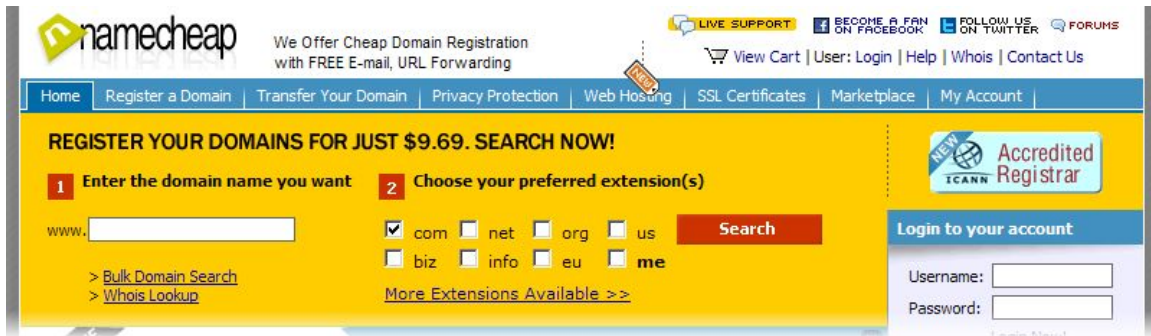 namecheap
We Offer Cheap Domain Registration
with FREE E-mail, URL Forwarding
LIVE SUPPORT
BECOME A FAN
ON FACEBOOK
FOLLOW US
ON TWITTER
FORUMS
View Cart | User: Login | Help | Whois | Contact Us
NEW
Home | Register a Domain | Transfer Your Domain | Privacy Protection | Web Hosting | SSL Certificates | Marketplace | My Account |
REGISTER YOUR DOMAINS FOR JUST $9.69. SEARCH NOW!
1 Enter the domain name you want
2 Choose your preferred extension(s)
www.
com net org us
biz info eu me
Search
> Bulk Domain Search
> Whois Lookup
More Extensions Available >>
NEW
ICANN
Accredited
Registrar
Login to your account
Username:
Password:
Login Now!